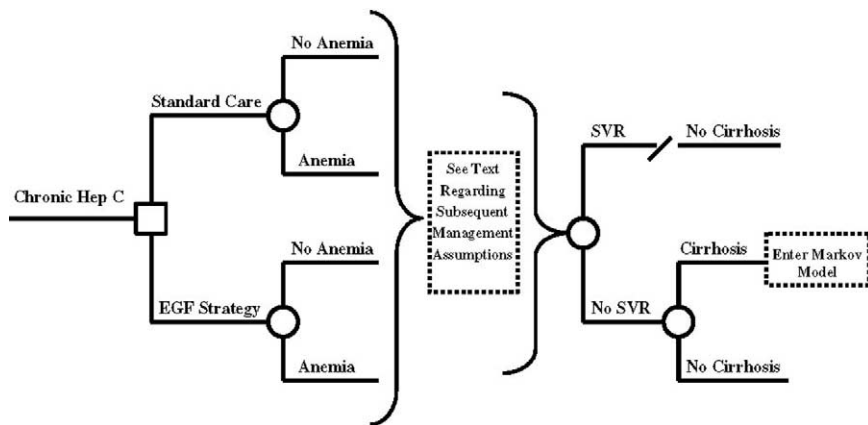 No Anemia
Standard Care
Anemia
Chronic Hep C
No Anemia
EGF Strategy
Anemia
See Text
Regarding
Subsequent
Management
Assumptions
SVR
No Cirrhosis
Cirrhosis
Enter Markov
Model
No SVR
No Cirrhosis